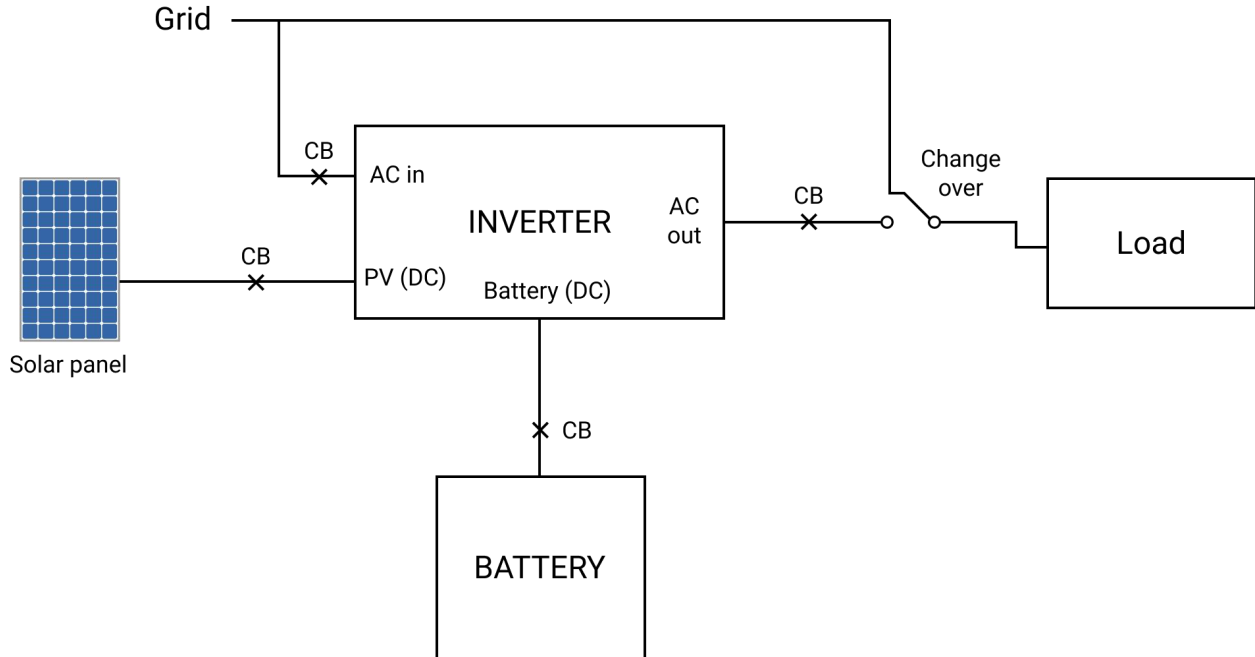 Grid
CB
AC in
Change
over
CB
AC
out
INVERTER
Load
CB
PV (DC)
Battery (DC)
Solar panel
CB
BATTERY